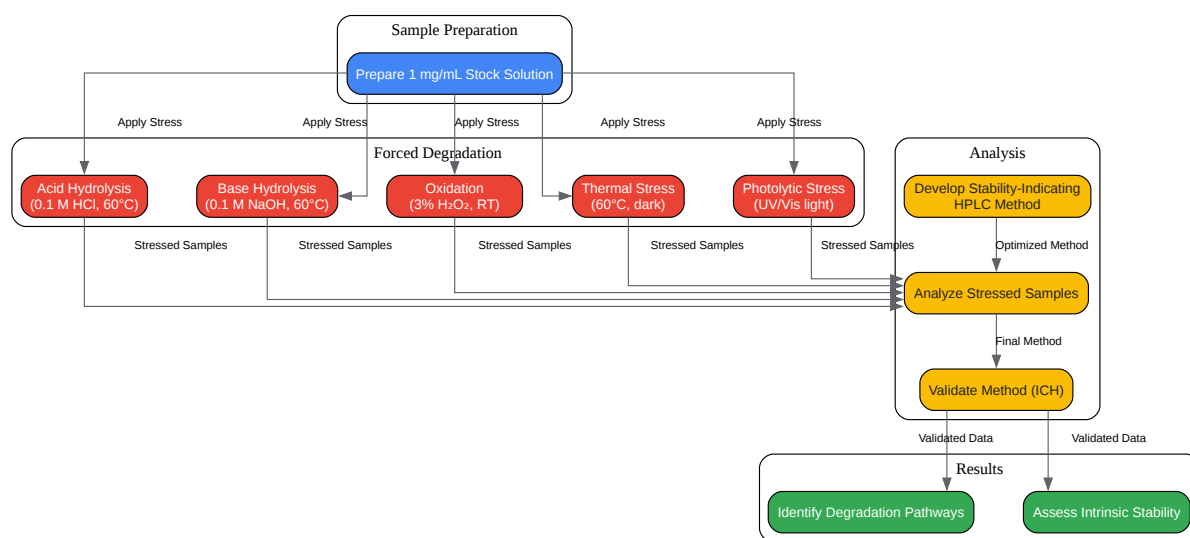 Sample Preparation
Prepare 1 mg/mL Stock Solution
Apply Stress
Apply Stress
Apply Stress
Apply Stress
Apply Stress
Forced Degradation
Analysis
Acid Hydrolysis
(0.1 M HCl, 60°C)
Base Hydrolysis
(0.1 M NaOH, 60°C)
Oxidation
(3% H₂O₂, RT)
Thermal Stress
(60°C, dark)
Photolytic Stress
(UV/Vis light)
Develop Stability-Indicating
HPLC Method
Stressed Samples
Stressed Samples
Stressed Samples
Stressed Samples
Stressed Samples
Optimized Method
Analyze Stressed Samples
Final Method
Validate Method (ICH)
Validated Data
Validated Data
Results
Identify Degradation Pathways
Assess Intrinsic Stability